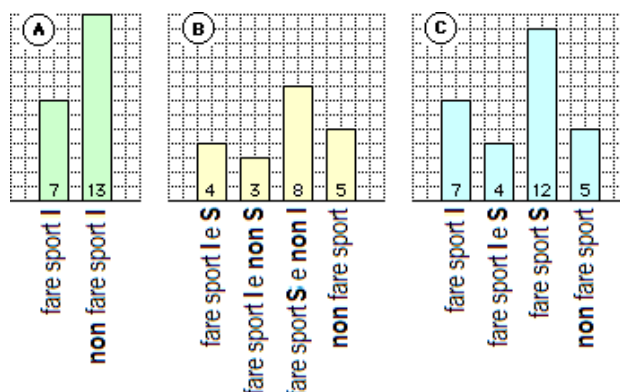 A
7
13
fare sport I
non fare sport I
B
4
3
8
5
fare sport I e S
fare sport I e non S
fare sport S e non I
non fare sport
C
7
4
12
5
fare sport I
fare sport I e S
fare sport S
non fare sport